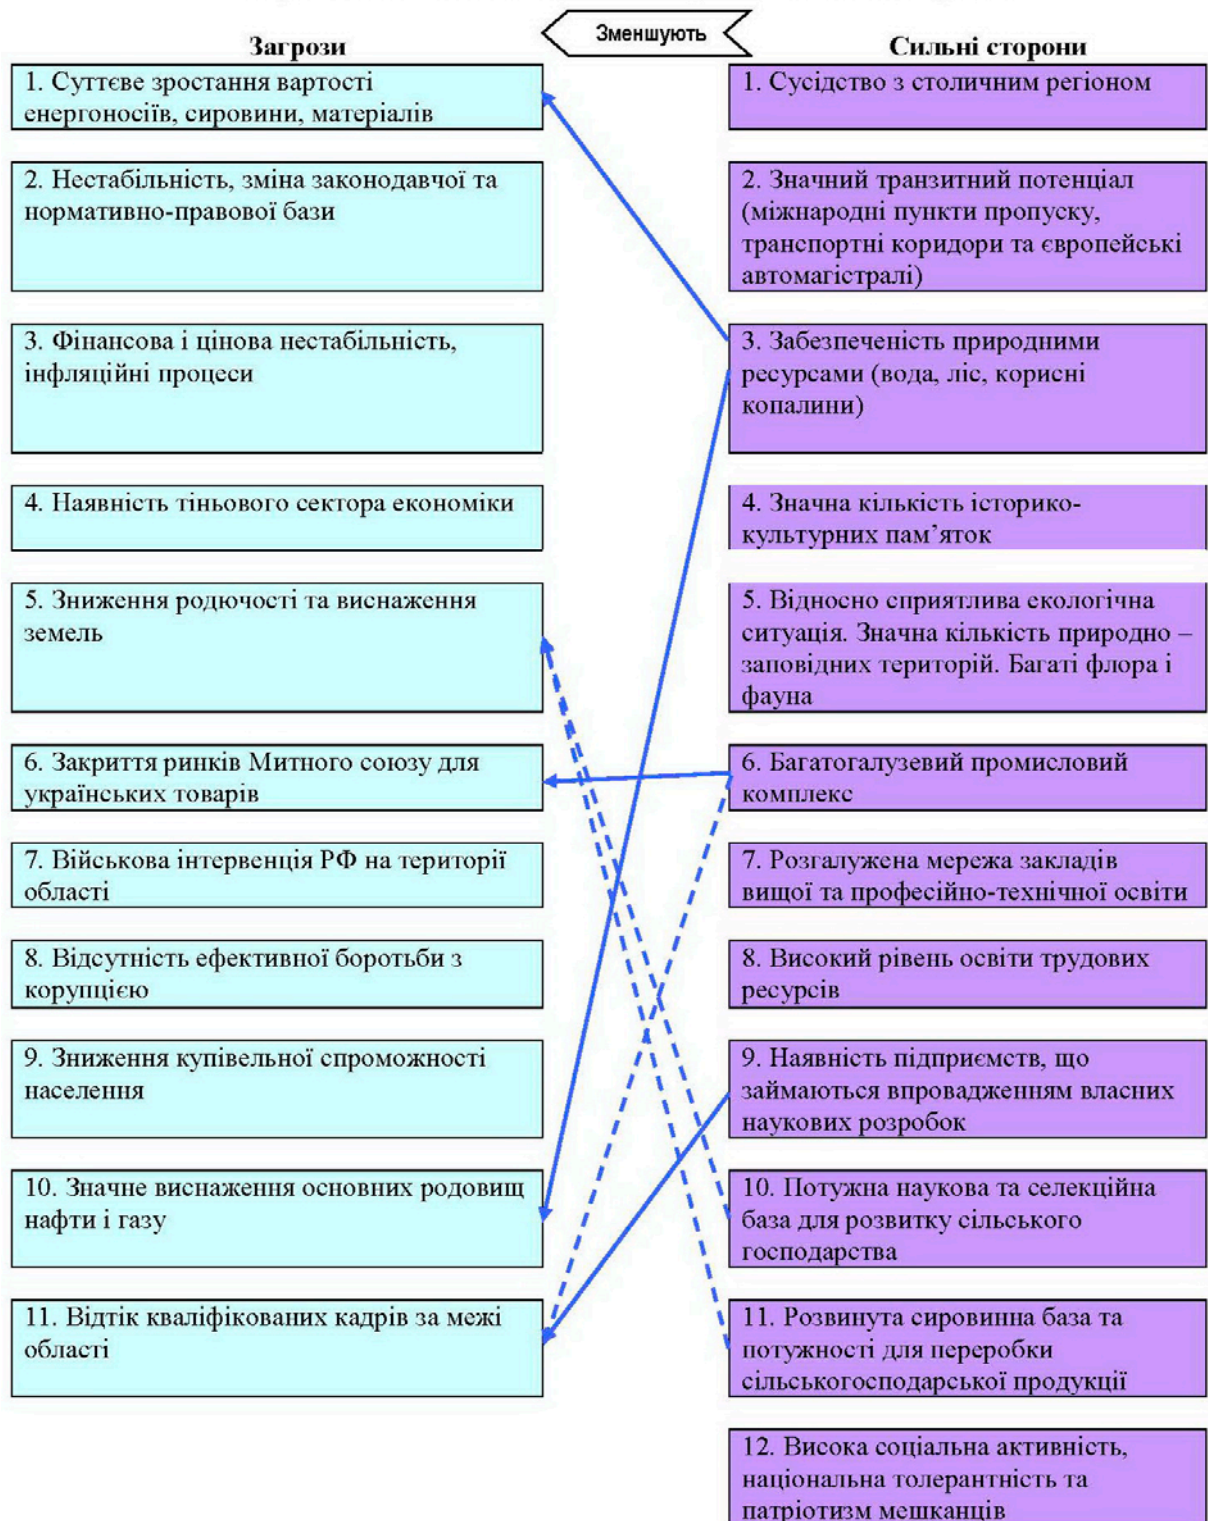 Зменшують
Загрози
1. Суттєве зростання вартості
енергоносіїв, сировини, матеріалів
2. Нестабільність, зміна законодавчої та
нормативно-правової бази
3. Фінансова і цінова нестабільність,
інфляційні процеси
4. Наявність тіньового сектора економіки
5. Зниження родючості та виснаження
земель
6. Закриття ринків Митного союзу для
українських товарів
7. Військова інтервенція РФ на території
області
8. Відсутність ефективної боротьби з
корупцією
9. Зниження купівельної спроможності
населення
10. Значне виснаження основних родовищ
нафти і газу
11. Відтік кваліфікованих кадрів за межі
області
Сильні сторони
1. Сусідство з столичним регіоном
2. Значний транзитний потенціал
(міжнародні пункти пропуску,
транспортні коридори та європейські
автомагістралі)
3. Забезпеченість природними
ресурсами (вода, ліс, корисні
копалини)
4. Значна кількість історико-
культурних пам’яток
5. Відносно сприятлива екологічна
ситуація. Значна кількість природно –
заповідних територій. Багаті флора і
фауна
6. Багатогалузевий промисловий
комплекс
7. Розгалужена мережа закладів
вищої та професійно-технічної освіти
8. Високий рівень освіти трудових
ресурсів
9. Наявність підприємств, що
займаються впровадженням власних
наукових розробок
10. Потужна наукова та селекційна
база для розвитку сільського
господарства
11. Розвинута сировинна база та
потужності для переробки
сільськогосподарської продукції
12. Висока соціальна активність,
національна толерантність та
патріотизм мешканців